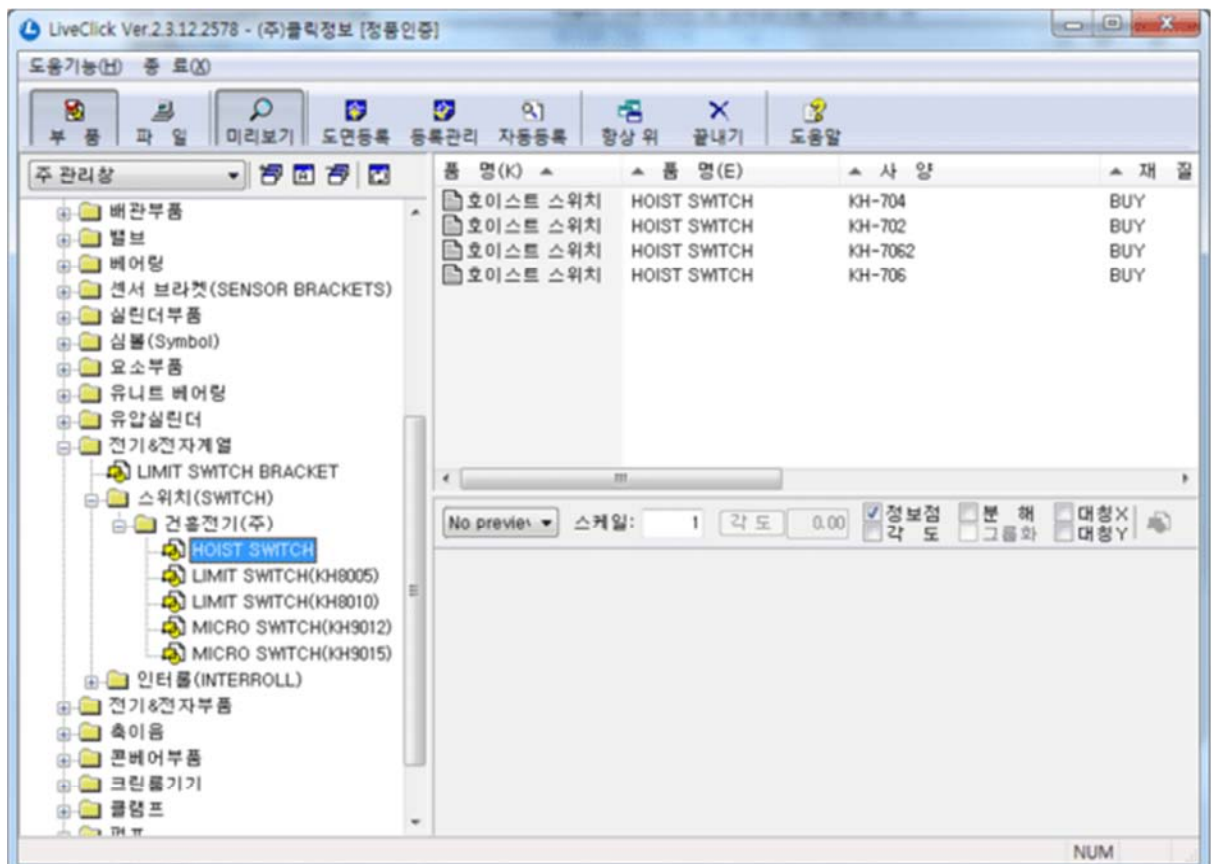 LiveClick Ver.2.3.12.2578 - (주)클릭정보 [정품인증]
도움기능(H) 종 료(X)
부 품 파 일 미리보기 도면등록 등록관리 자동등록 항상 위 끝내기 도움말
주 관리창
배관부품
밸브
베어링
센서 브라켓(SENSOR BRACKETS)
실린더부품
심볼(Symbol)
요소부품
유니트 베어링
유압실린더
전기&전자계열
LIMIT SWITCH BRACKET
스위치(SWITCH)
건흥전기(주)
HOIST SWITCH
LIMIT SWITCH(KH8005)
LIMIT SWITCH(KH8010)
MICRO SWITCH(KH9012)
MICRO SWITCH(KH9015)
인터롤(INTERROLL)
전기&전자부품
축이음
콘베어부품
크린룸기기
클램프
펌프
품 명(K) 품 명(E) 사 양 재 질
호이스트 스위치 HOIST SWITCH KH-704 BUY
호이스트 스위치 HOIST SWITCH KH-702 BUY
호이스트 스위치 HOIST SWITCH KH-7062 BUY
호이스트 스위치 HOIST SWITCH KH-706 BUY
No previe 스케일: 1 각 도 0.00 정보점 분 해 대칭X
각 도 그룹화 대칭Y
NUM